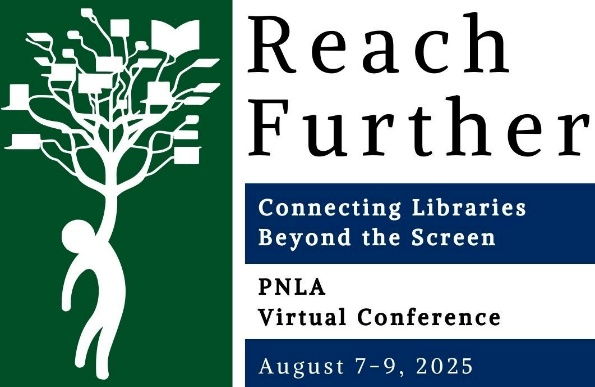 Reach
Further
Connecting Libraries
Beyond the Screen
PNLA
Virtual Conference
August 7-9, 2025